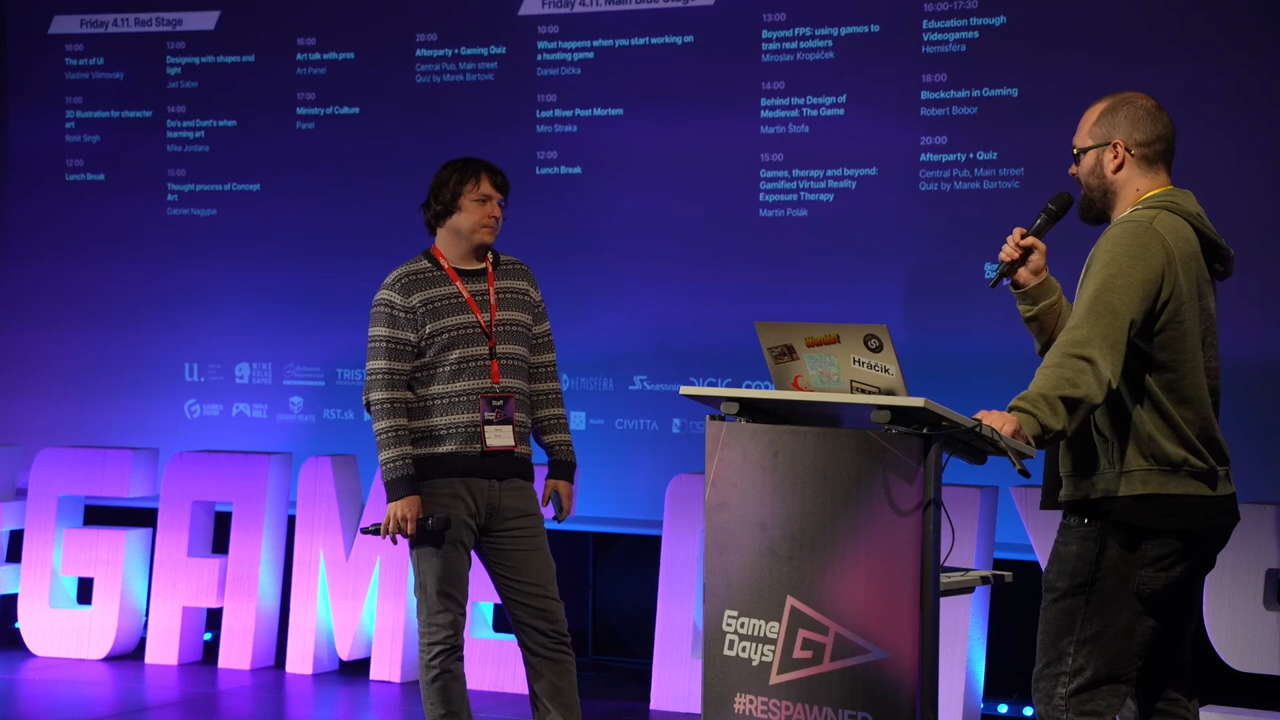 Friday 4.11. Red Stage
10:00
The art of UI
Vladimír Vilimovský
11:00
3D illustration for character
art
Rohit Singh
12:00
Lunch Break
13:00
Designing with shapes and
light
Jad Saber
14:00
Do's and Dont's when
learning art
Mike Jordana
15:00
Thought process of Concept
Art
Gabriel Nagypal
16:00
Art talk with pros
Art Panel
17:00
Ministry of Culture
Panel
20:00
Afterparty + Gaming Quiz
Central Pub, Main street
Quiz by Marek Bartovic
Friday 4.11. Main Blue Stage
10:00
What happens when you start working on
a hunting game
Daniel Dička
11:00
Loot River Post Mortem
Miro Straka
12:00
Lunch Break
13:00
Beyond FPS: using games to
train real soldiers
Miroslav Kropáček
14:00
Behind the Design of
Medieval: The Game
Martin Štofa
15:00
Games, therapy and beyond:
Gamified Virtual Reality
Exposure Therapy
Martin Polák
16:00-17:30
Education through
Videogames
Hemisféra
18:00
Blockchain in Gaming
Robert Bobor
20:00
Afterparty + Quiz
Central Pub, Main street
Quiz by Marek Bartovic
NINE
ROCKS
GAMES
HEMISFÉRA
RST.sk
CIVITTA
Staff
Hráčik.
GAME
Game
Days
#RESPAWNED